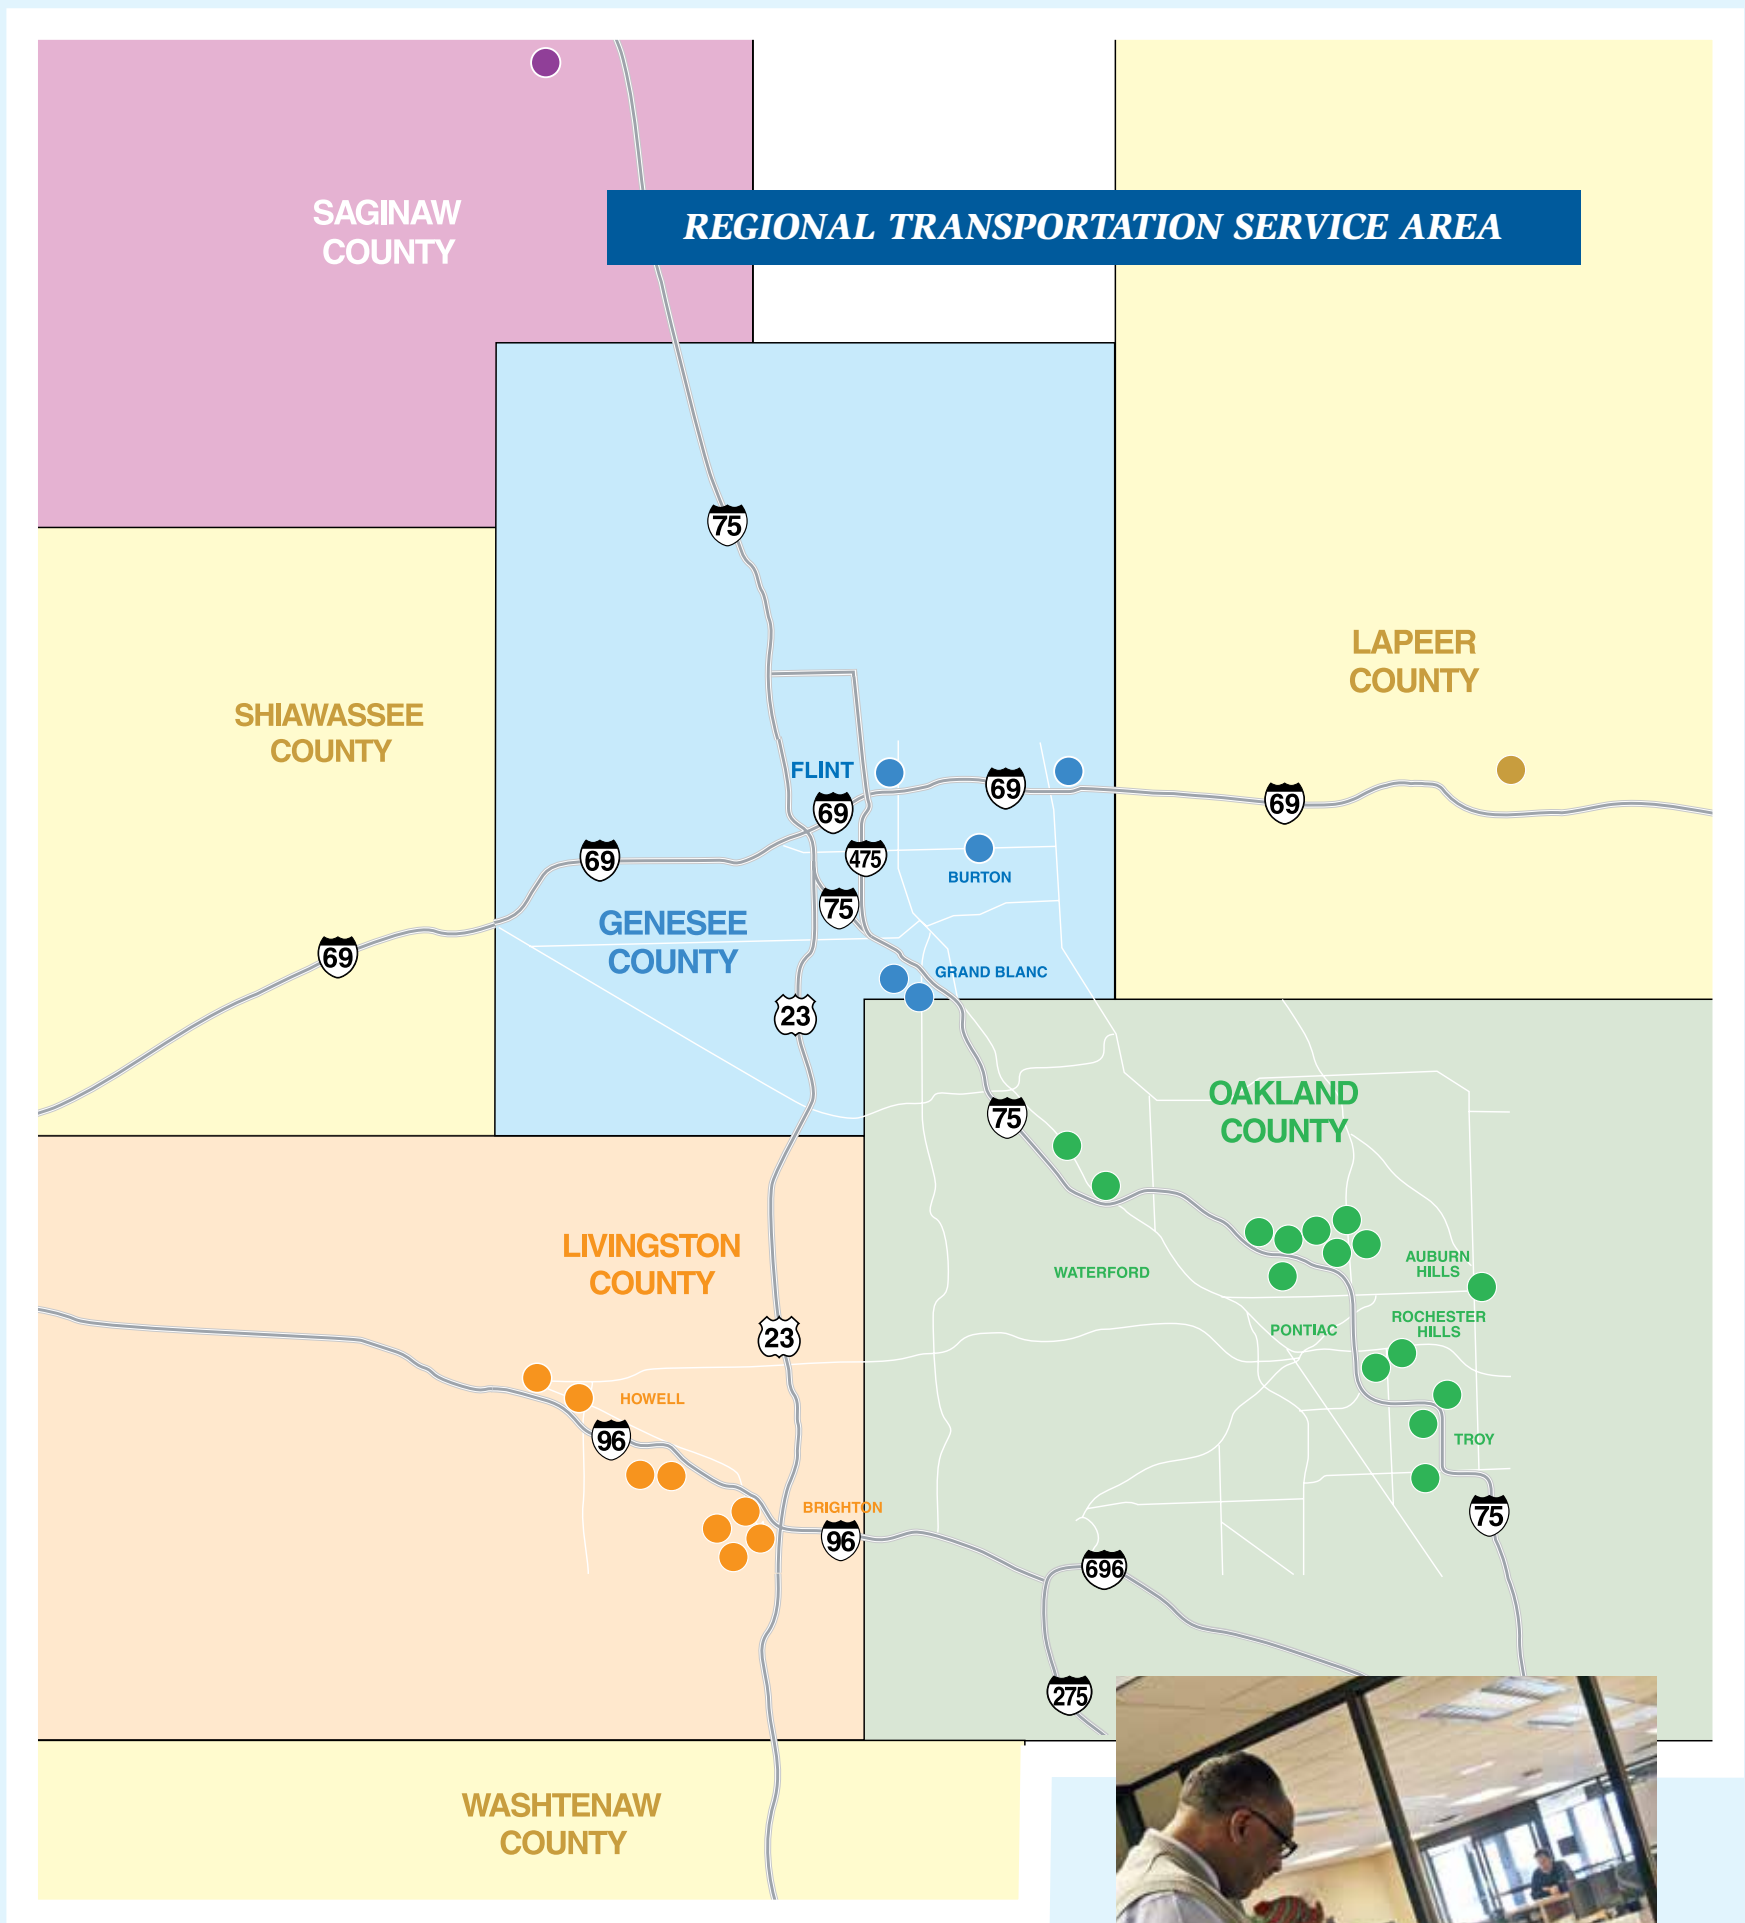 SAGINAW
COUNTY
REGIONAL TRANSPORTATION SERVICE AREA
75
LAPEER
COUNTY
SHIAWASSEE
COUNTY
FLINT
69
69
69
69
475
BURTON
75
GENESEE
COUNTY
69
GRAND BLANC
23
OAKLAND
COUNTY
75
LIVINGSTON
COUNTY
WATERFORD
AUBURN
HILLS
ROCHESTER
HILLS
PONTIAC
23
HOWELL
96
TROY
BRIGHTON
96
75
696
275
WASHTENAW
COUNTY